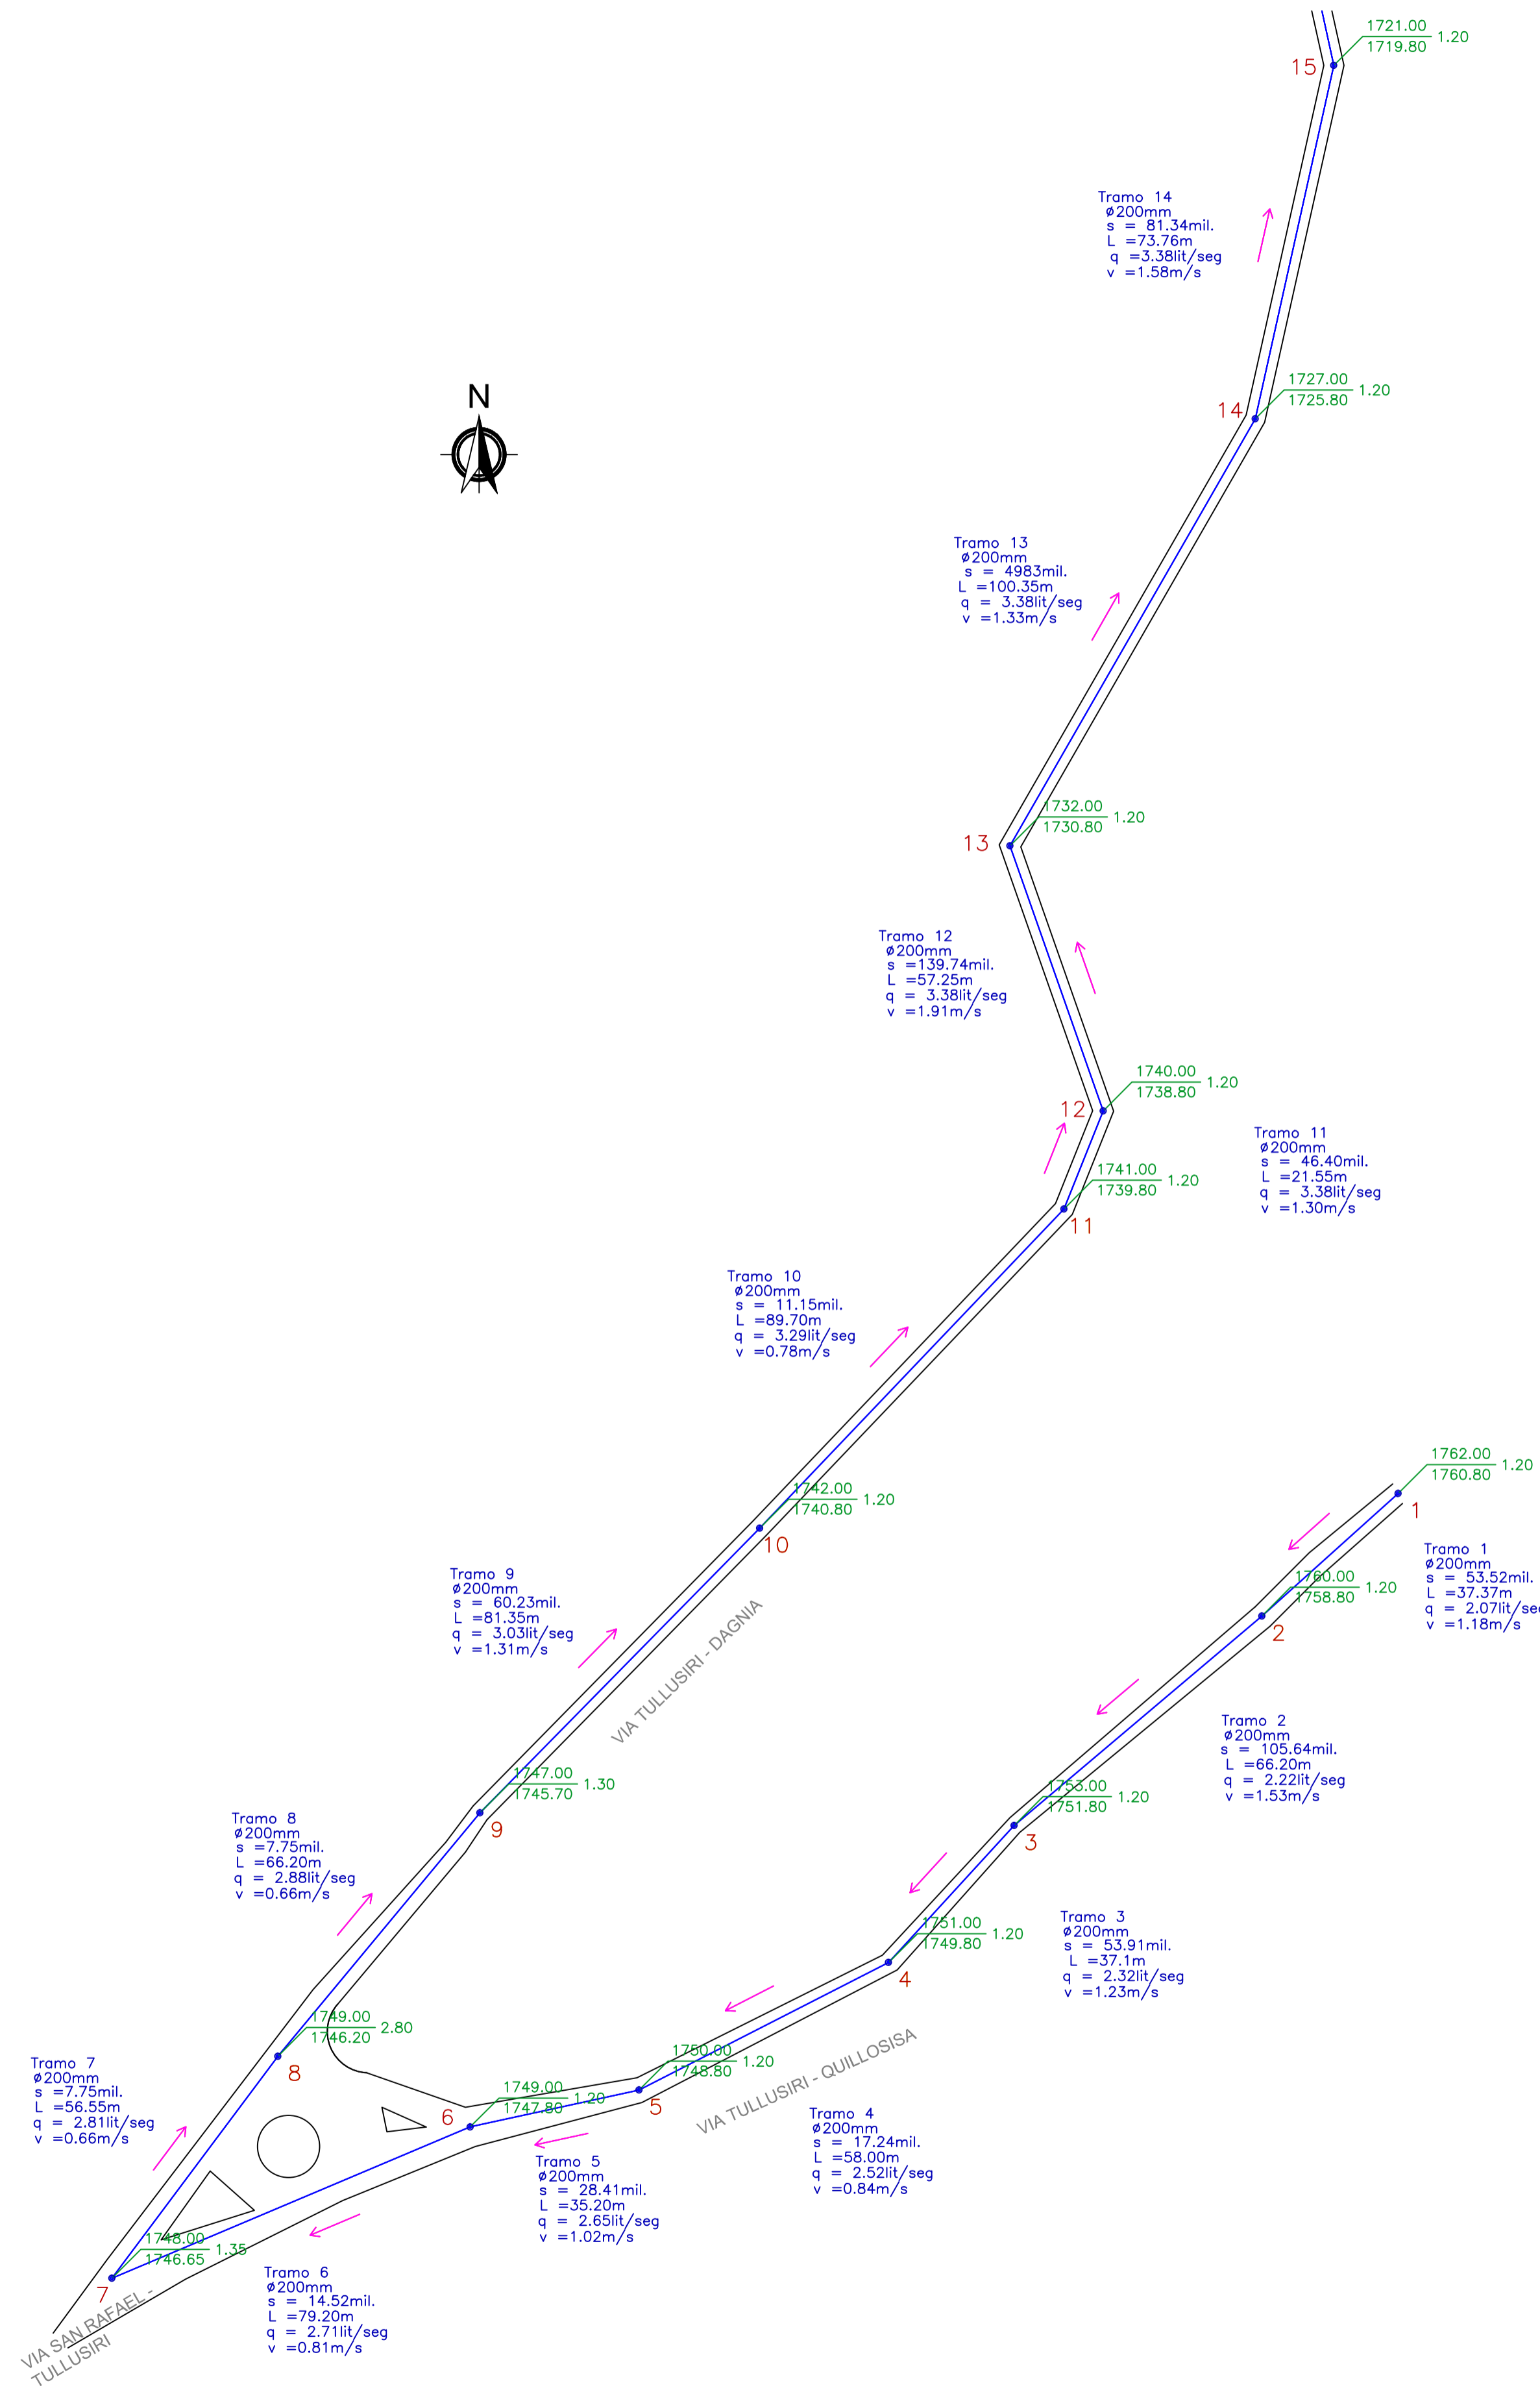 1721.00
1719.80
1.20
15
Tramo 14
ø200mm
s = 81.34mil.
L =73.76m
q =3.38lit/seg
v =1.58m/s
N
1727.00
1725.80
1.20
14
Tramo 13
ø200mm
s = 4983mil.
L =100.35m
q = 3.38lit/seg
v =1.33m/s
1732.00
1730.80
1.20
13
Tramo 12
ø200mm
s =139.74mil.
L =57.25m
q = 3.38lit/seg
v =1.91m/s
1740.00
1738.80
1.20
12
Tramo 11
ø200mm
s = 46.40mil.
L =21.55m
q = 3.38lit/seg
v =1.30m/s
1741.00
1739.80
1.20
11
Tramo 10
ø200mm
s = 11.15mil.
L =89.70m
q = 3.29lit/seg
v =0.78m/s
1762.00
1760.80
1.20
1
1742.00
1740.80
1.20
10
Tramo 1
ø200mm
s = 53.52mil.
L =37.37m
q = 2.07lit/se
v =1.18m/s
Tramo 9
ø200mm
s = 60.23mil.
L =81.35m
q = 3.03lit/seg
v =1.31m/s
1760.00
1758.80
1.20
2
VIA TULLUSIRI - DAGNIA
Tramo 2
ø200mm
s = 105.64mil.
L =66.20m
q = 2.22lit/seg
v =1.53m/s
1747.00
1745.70
1.30
9
1753.00
1751.80
1.20
3
Tramo 8
ø200mm
s =7.75mil.
L =66.20m
q = 2.88lit/seg
v =0.66m/s
Tramo 3
ø200mm
s = 53.91mil.
L =37.1m
q = 2.32lit/seg
v =1.23m/s
1751.00
1749.80
1.20
4
1749.00
1746.20
2.80
8
1750.00
1748.80
1.20
5
VIA TULLUSIRI - QUILLOSISA
Tramo 7
ø200mm
s =7.75mil.
L =56.55m
q = 2.81lit/seg
v =0.66m/s
1749.00
1747.80
1.20
6
Tramo 4
ø200mm
s = 17.24mil.
L =58.00m
q = 2.52lit/seg
v =0.84m/s
Tramo 5
ø200mm
s = 28.41mil.
L =35.20m
q = 2.65lit/seg
v =1.02m/s
1748.00
1746.65
1.35
7
Tramo 6
ø200mm
s = 14.52mil.
L =79.20m
q = 2.71lit/seg
v =0.81m/s
VIA SAN RAFAEL -
TULLUSIRI